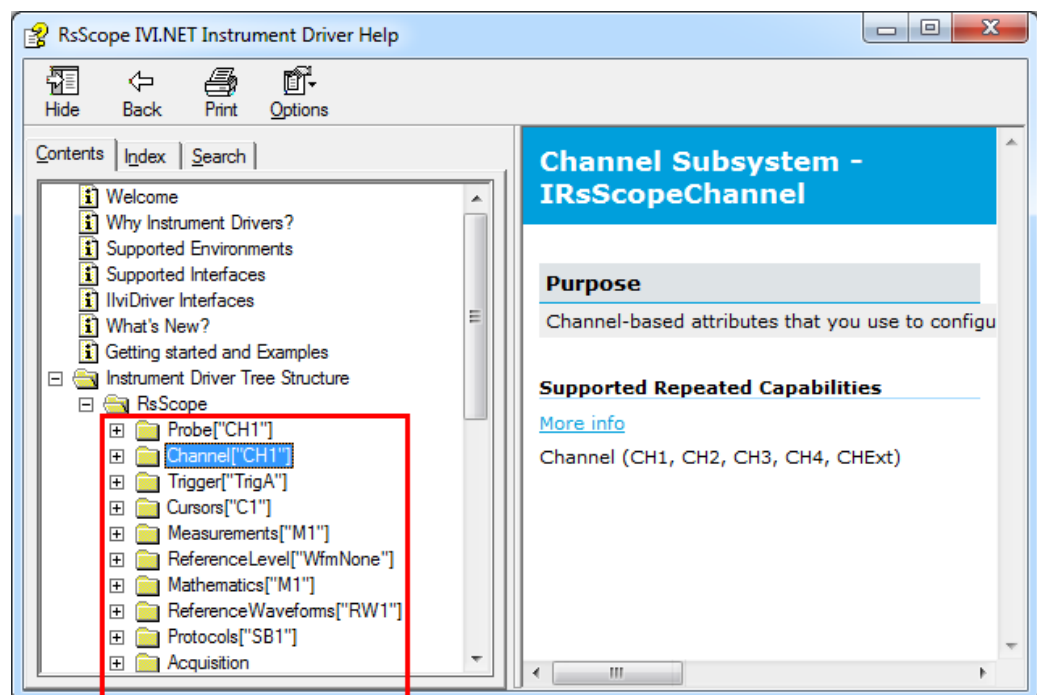 RsScope IVI.NET Instrument Driver Help
Hide Back Print Options
Contents Index Search
Welcome
Why Instrument Drivers?
Supported Environments
Supported Interfaces
IIviDriver Interfaces
What's New?
Getting started and Examples
Instrument Driver Tree Structure
RsScope
Probe["CH1"]
Channel["CH1"]
Trigger["TrigA"]
Cursors["C1"]
Measurements["M1"]
ReferenceLevel["WfmNone"]
Mathematics["M1"]
ReferenceWaveforms["RW1"]
Protocols["SB1"]
Acquisition
Channel Subsystem -
IRsScopeChannel
Purpose
Channel-based attributes that you use to configu
Supported Repeated Capabilities
More info
Channel (CH1, CH2, CH3, CH4, CHExt)